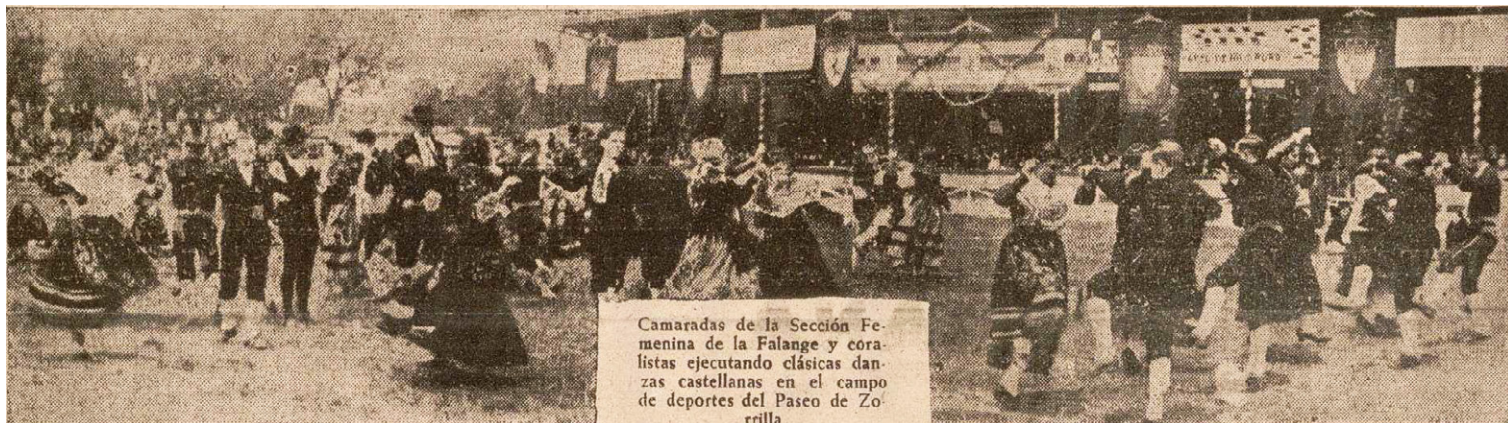 Camaradas de la Sección Fe-
menina de la Falange y cora-
listas ejecutando clásicas dan-
zas castellanas en el campo
de deportes del Paseo de Zo-
rrilla